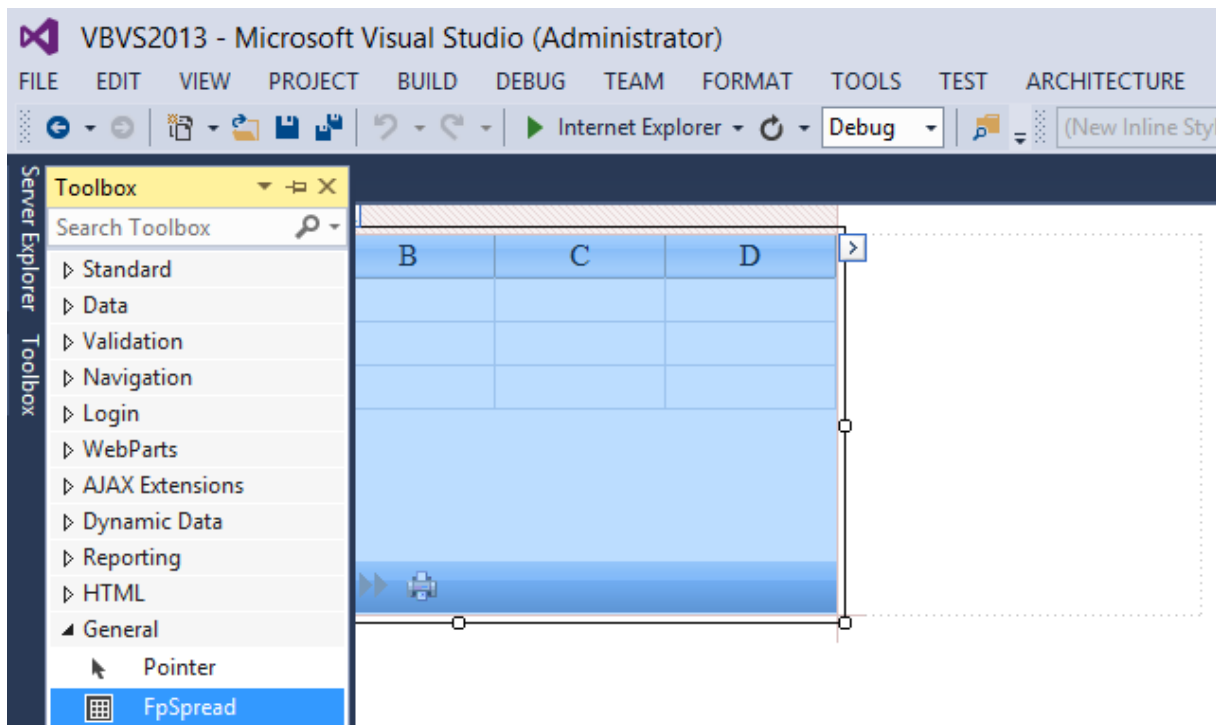 VBVS2013 - Microsoft Visual Studio (Administrator)
FILE EDIT VIEW PROJECT BUILD DEBUG TEAM FORMAT TOOLS TEST ARCHITECTURE
Internet Explorer Debug (New Inline Sty
Server Explorer
Toolbox
Toolbox
Search Toolbox
Standard
Data
Validation
Navigation
Login
WebParts
AJAX Extensions
Dynamic Data
Reporting
HTML
General
Pointer
FpSpread
B C D